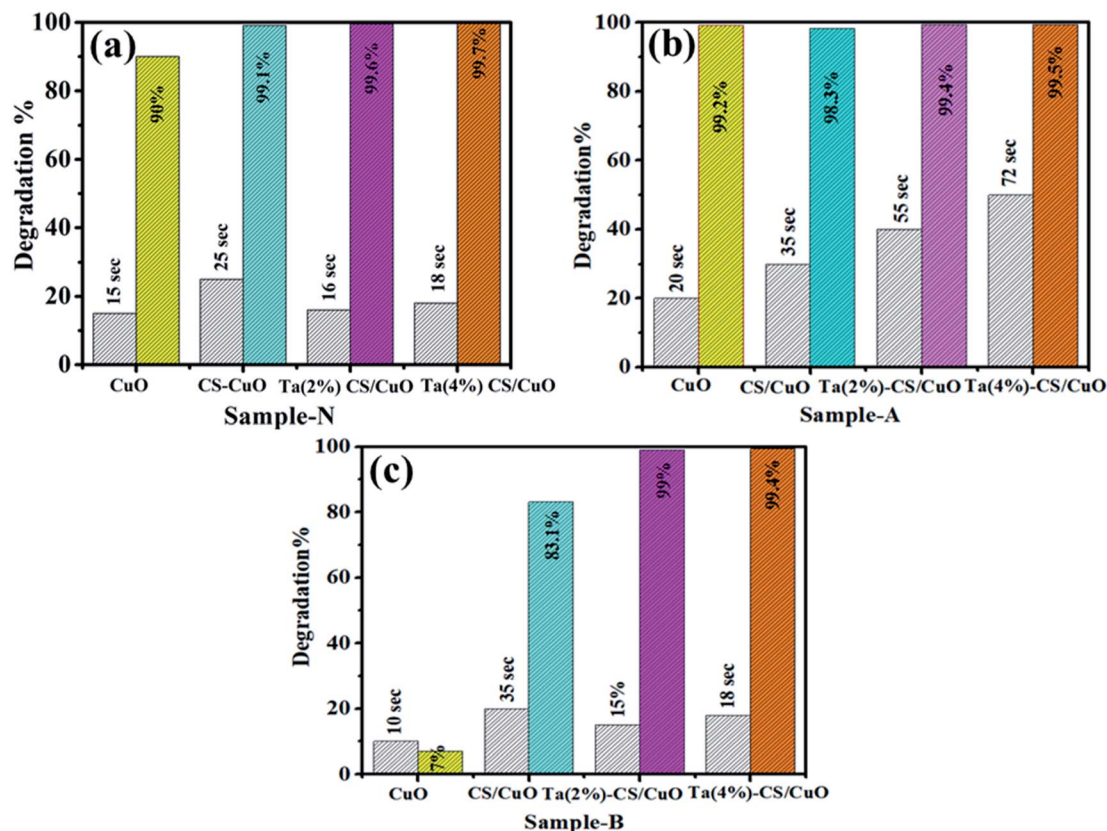 (a)
Degradation %
100
80
60
40
20
0
15 sec
90%
25 sec
99.1%
16 sec
99.6%
18 sec
99.7%
CuO
CS-CuO
Ta(2%) CS/CuO
Ta(4%) CS/CuO
Sample-N
(b)
Degradation%
100
80
60
40
20
0
20 sec
99.2%
35 sec
98.3%
55 sec
99.4%
72 sec
99.5%
CuO
CS/CuO
Ta(2%)-CS/CuO
Ta(4%)-CS/CuO
Sample-A
(c)
Degradation%
100
80
60
40
20
0
10 sec
7%
35 sec
83.1%
15%
99%
18 sec
99.4%
CuO
CS/CuO
Ta(2%)-CS/CuO
Ta(4%)-CS/CuO
Sample-B